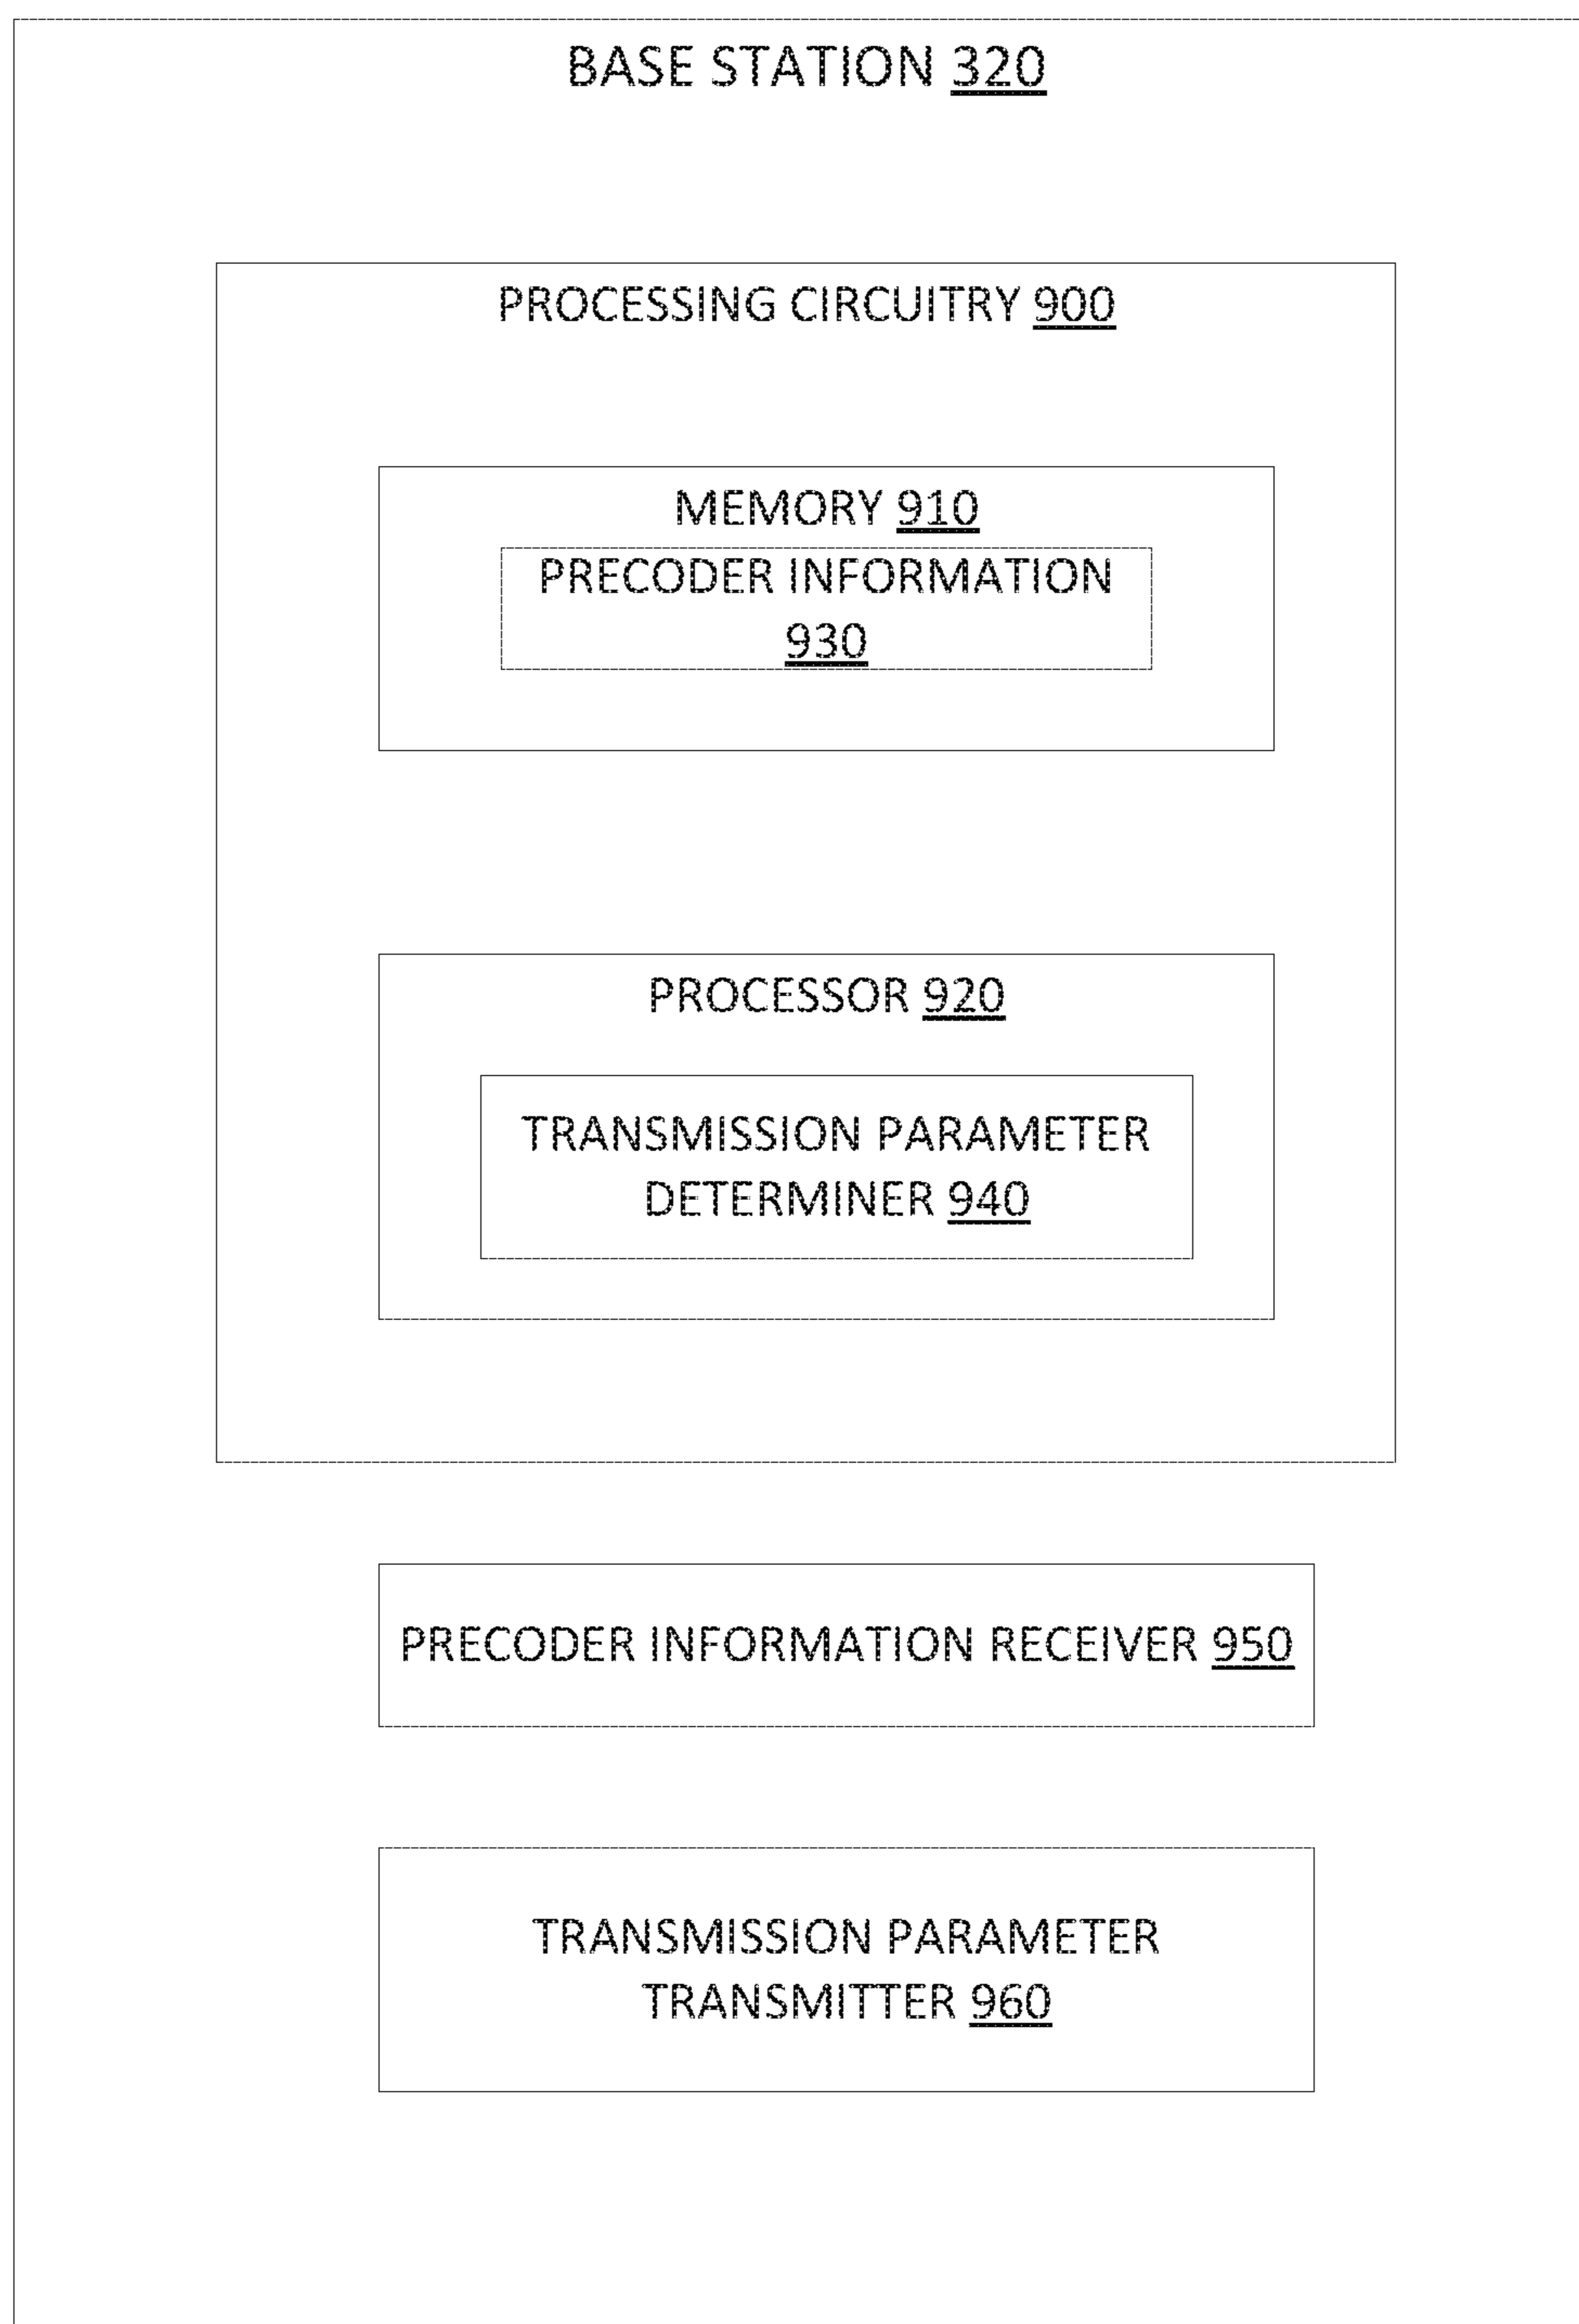 BASE STATION 320
PROCESSING CIRCUITRY 900
MEMORY 910
PRECODER INFORMATION
930
PROCESSOR 920
TRANSMISSION PARAMETER
DETERMINER 940
PRECODER INFORMATION RECEIVER 950
TRANSMISSION PARAMETER
TRANSMITTER 960